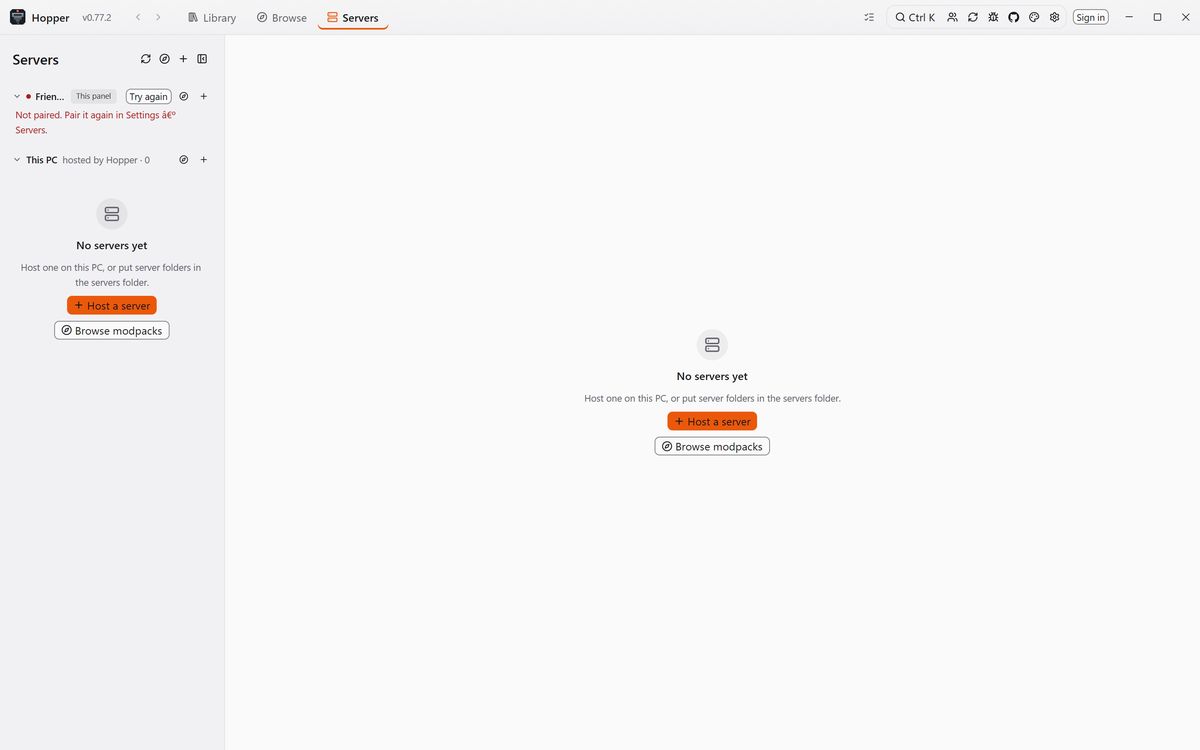 Hopper v0.77.2 Library Browse Servers Ctrl K Sign in
Servers
Frien... This panel Try again
Not paired. Pair it again in Settings â€º
Servers.
This PC hosted by Hopper · 0
No servers yet
Host one on this PC, or put server folders in
the servers folder.
+ Host a server
Browse modpacks
No servers yet
Host one on this PC, or put server folders in the servers folder.
+ Host a server
Browse modpacks